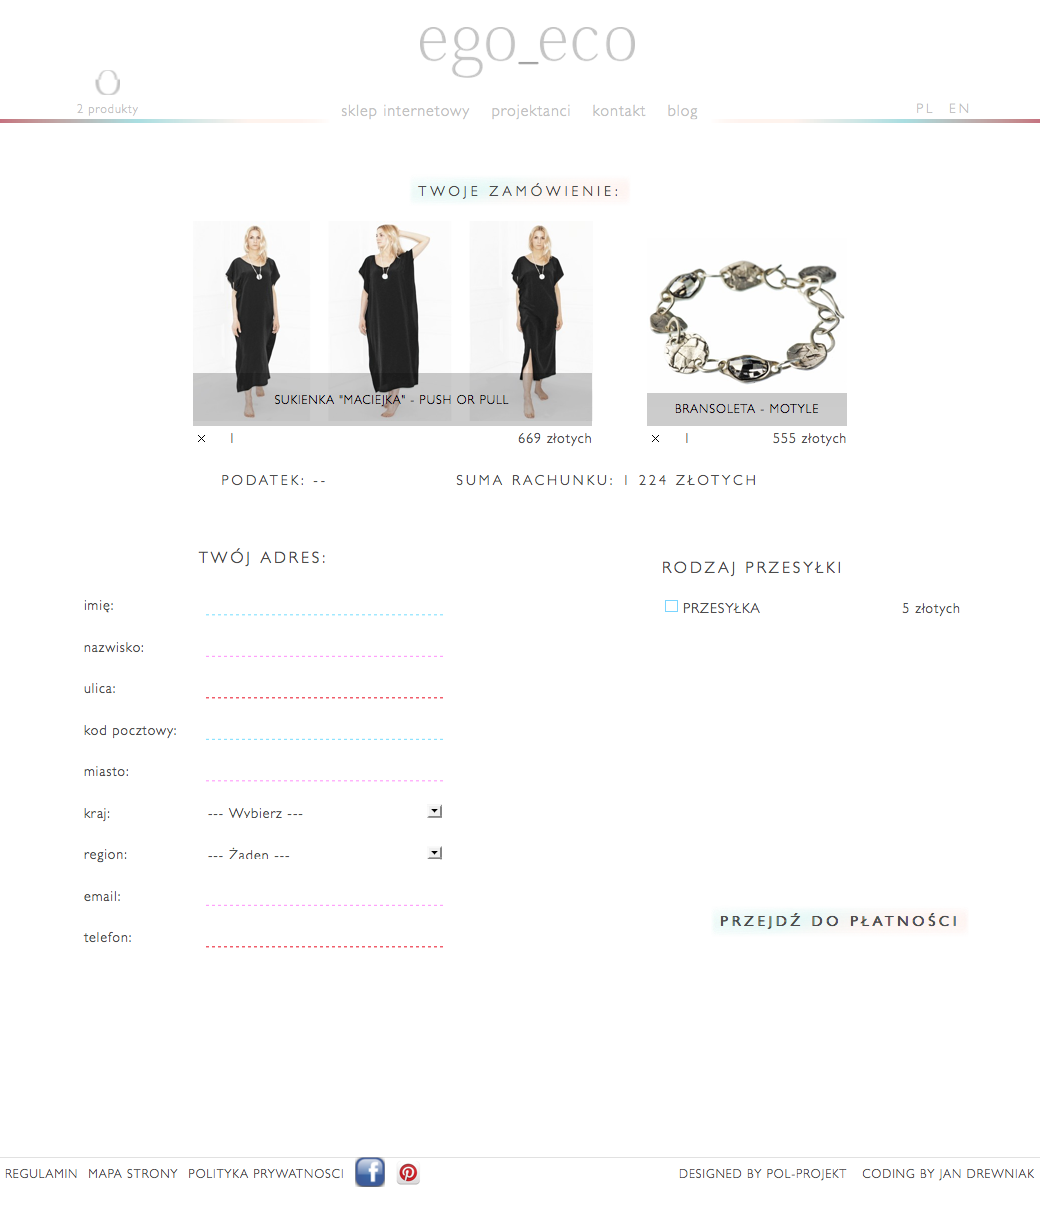 ego_eco
2 produkty
sklep internetowy projektanci kontakt blog
PL EN
TWOJE ZAMÓWIENIE:
SUKIENKA "MACIEJKA" - PUSH OR PULL
BRANSOLETA - MOTYLE
× 1 669 złotych
× 1 555 złotych
PODATEK: -- SUMA RACHUNKU: 1 224 ZŁOTYCH
TWÓJ ADRES:
imię:
nazwisko:
ulica:
kod pocztowy:
miasto:
kraj: --- Wybierz ---
region: --- Żaden ---
email:
telefon:
RODZAJ PRZESYŁKI
PRZESYŁKA 5 złotych
PRZEJDŹ DO PŁATNOŚCI
REGULAMIN MAPA STRONY POLITYKA PRYWATNOSCI f p DESIGNED BY POL-PROJEKT CODING BY JAN DREWNIAK